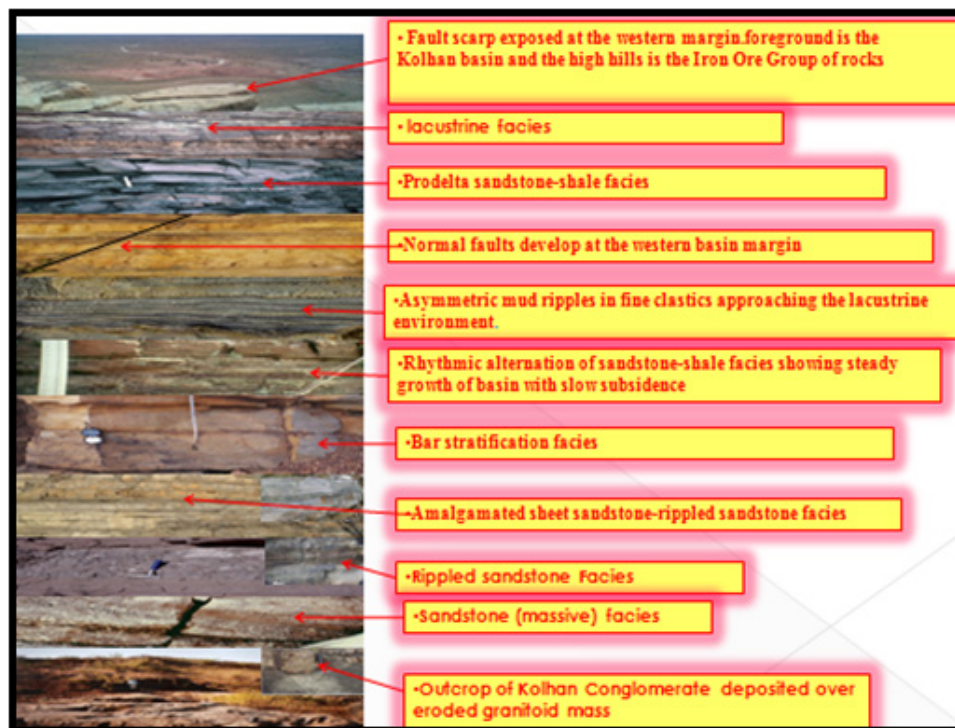 •Fault scarp exposed at the western margin.foreground is the
Kolhan basin and the high hills is the Iron Ore Group of rocks
•lacustrine facies
•Prodelta sandstone-shale facies
•Normal faults develop at the western basin margin
•Asymmetric mud ripples in fine clastics approaching the lacustrine
environment.
•Rhythmic alternation of sandstone-shale facies showing steady
growth of basin with slow subsidence
•Bar stratification facies
•Amalgamated sheet sandstone-rippled sandstone facies
•Rippled sandstone Facies
•Sandstone (massive) facies
•Outcrop of Kolhan Conglomerate deposited over
eroded granitoid mass